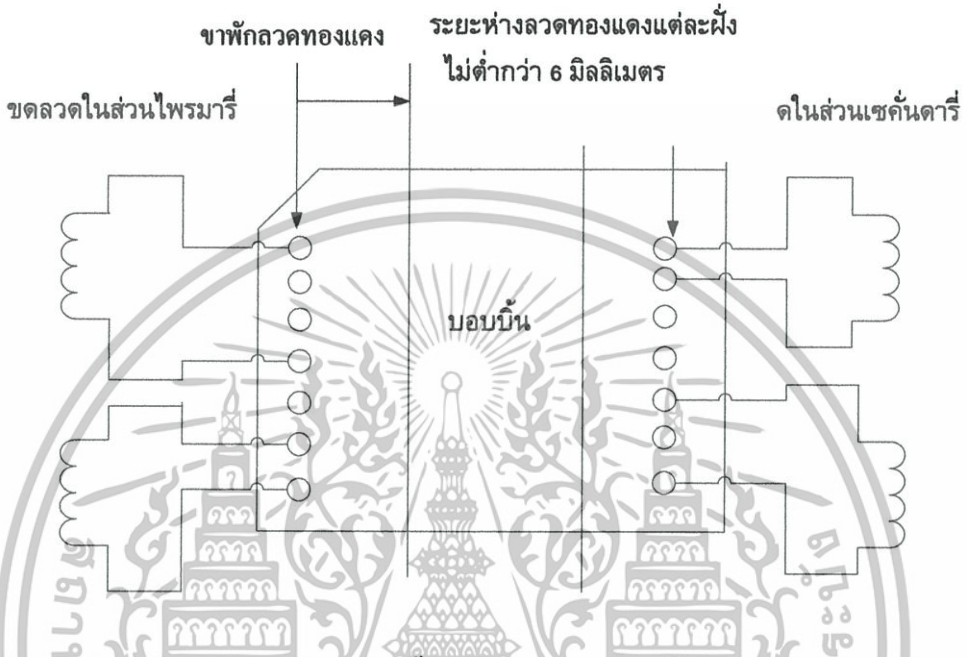 ขาพักลวดทองแดง
ระยะห่างลวดทองแดงแต่ละฝั่ง
ไม่ต่ำกว่า 6 มิลลิเมตร
ขดลวดในส่วนไพรมารี่
ดในส่วนเซคั่นดารี่
บอบบิ้น